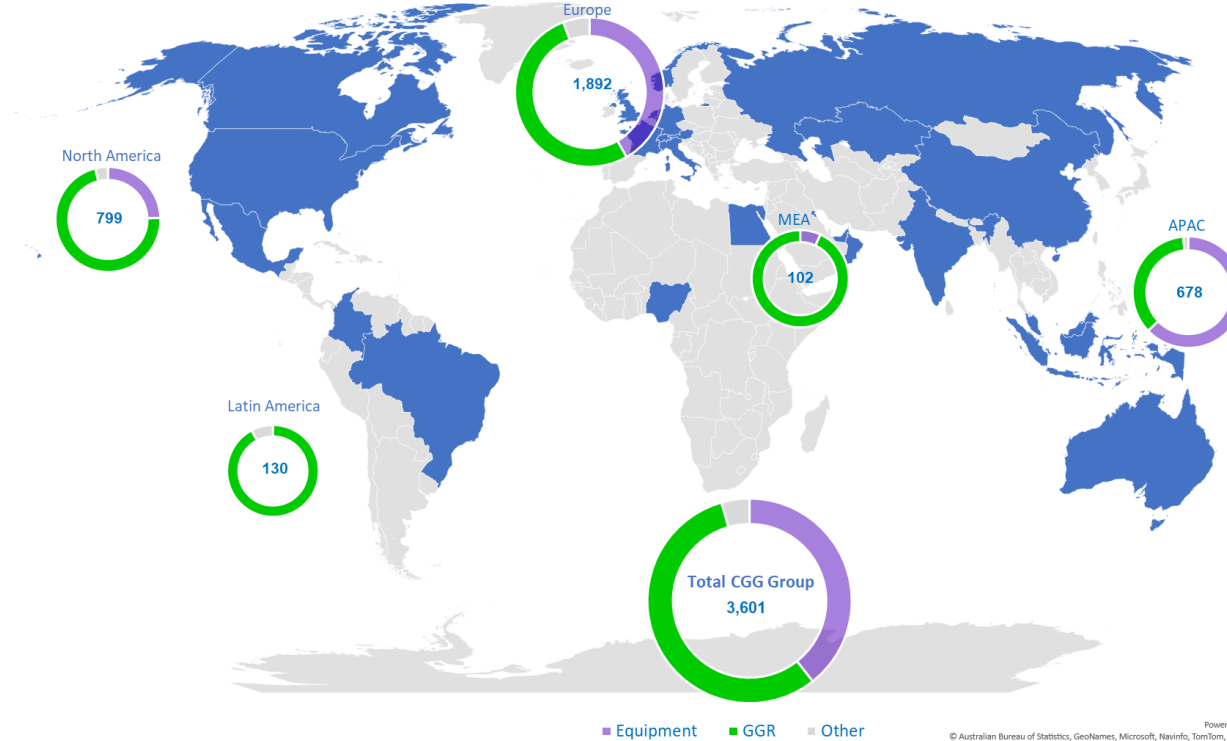 Europe
1,892
North America
799
MEA
102
APAC
678
Latin America
130
Total CGG Group
3,601
Equipment GGR Other
Power
© Australian Bureau of Statistics, GeoNames, Microsoft, Navinfo, TomTom,